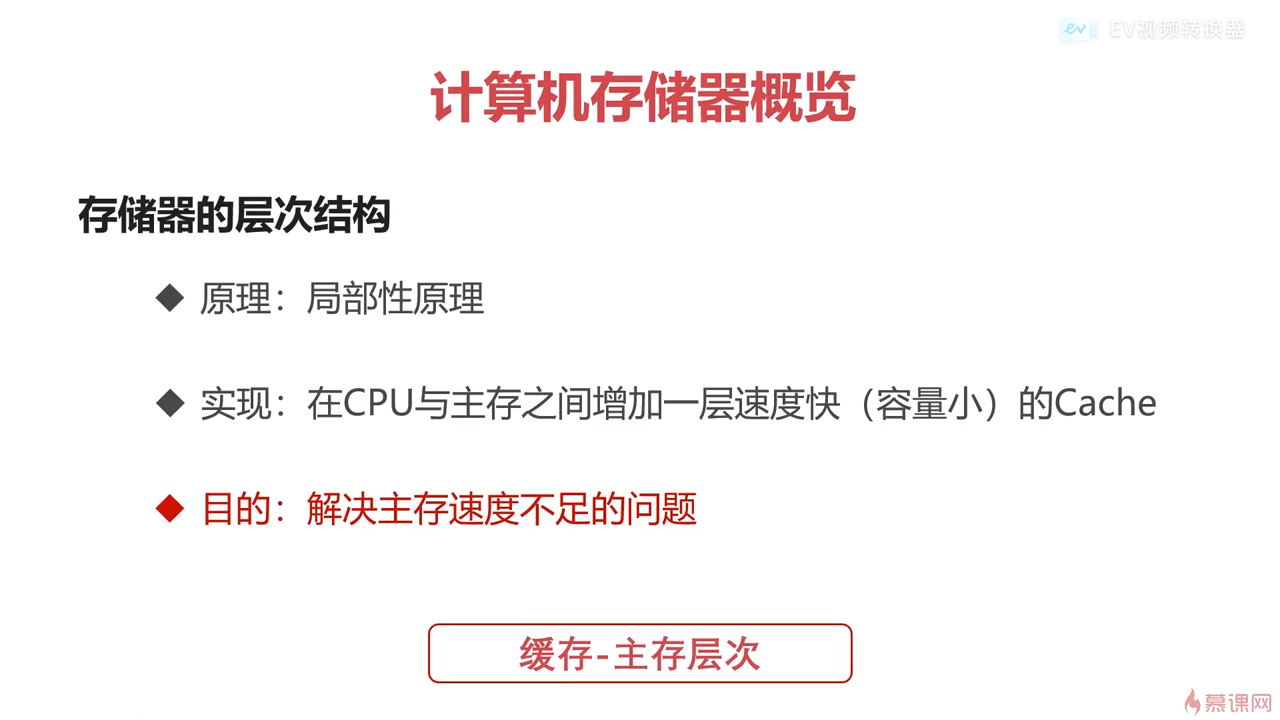 EV视频转换器
计算机存储器概览
存储器的层次结构
◆ 原理：局部性原理
◆ 实现：在CPU与主存之间增加一层速度快（容量小）的Cache
◆ 目的：解决主存速度不足的问题
缓存-主存层次
慕课网